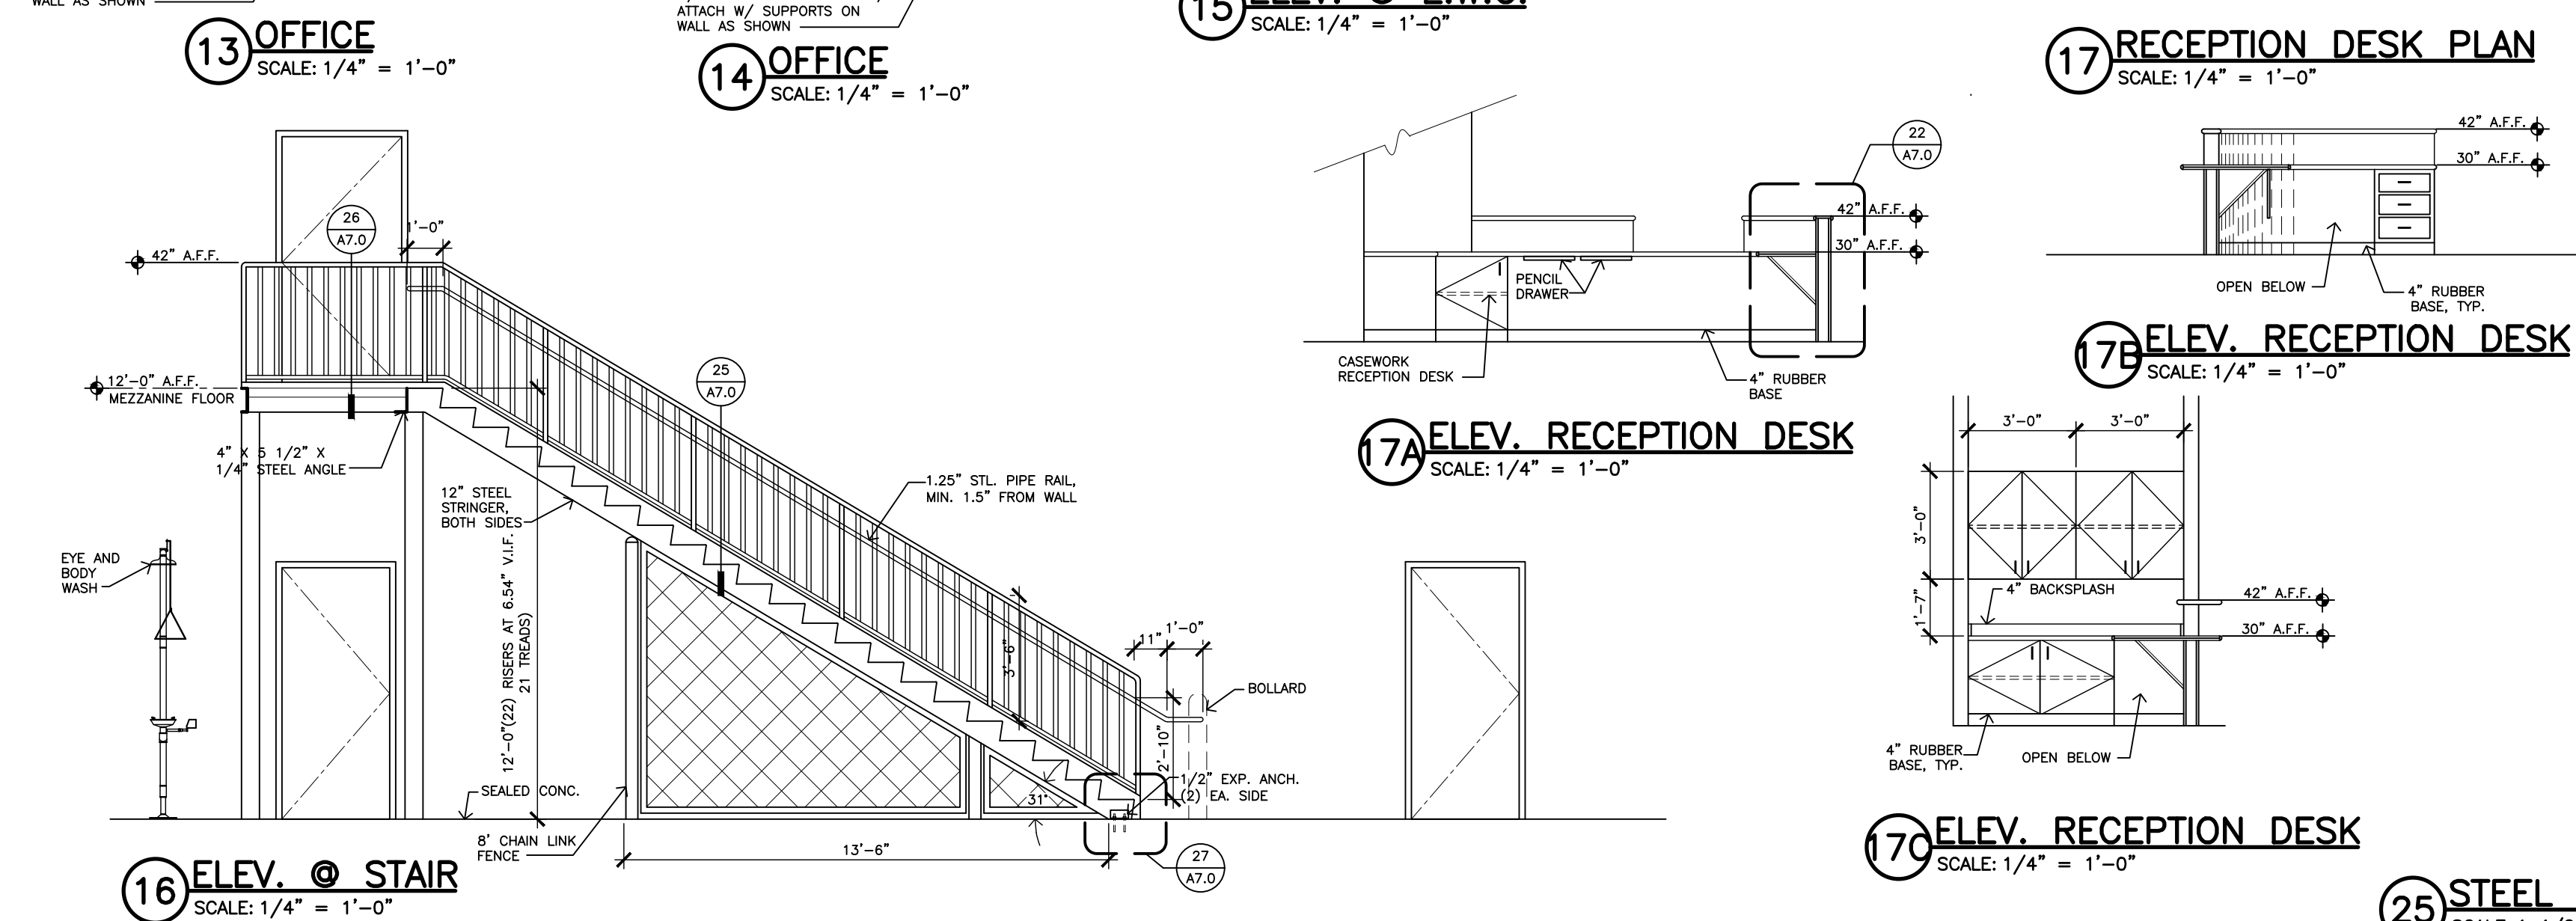 WALL AS SHOWN
13 OFFICE
SCALE: 1/4" = 1'-0"
ATTACH W/ SUPPORTS ON
WALL AS SHOWN
14 OFFICE
SCALE: 1/4" = 1'-0"
15
SCALE: 1/4" = 1'-0"
17 RECEPTION DESK PLAN
SCALE: 1/4" = 1'-0"
26
A7.0
1'-0"
42" A.F.F.
12'-0" A.F.F.
MEZZANINE FLOOR
4" X 5 1/2" X
1/4" STEEL ANGLE
25
A7.0
12" STEEL
STRINGER,
BOTH SIDES
1.25" STL. PIPE RAIL,
MIN. 1.5" FROM WALL
EYE AND
BODY
WASH
12'-0"(22) RISERS AT 6.54" V.I.F.
21 TREADS)
3'-6"
11"
1'-0"
BOLLARD
2'-10"
1/2" EXP. ANCH.
(2) EA. SIDE
31°
SEALED CONC.
8' CHAIN LINK
FENCE
13'-6"
27
A7.0
16 ELEV. @ STAIR
SCALE: 1/4" = 1'-0"
22
A7.0
42" A.F.F.
30" A.F.F.
PENCIL
DRAWER
CASEWORK
RECEPTION DESK
4" RUBBER
BASE
17A ELEV. RECEPTION DESK
SCALE: 1/4" = 1'-0"
42" A.F.F.
30" A.F.F.
OPEN BELOW
4" RUBBER
BASE, TYP.
17B ELEV. RECEPTION DESK
SCALE: 1/4" = 1'-0"
3'-0"
3'-0"
3'-0"
4" BACKSPLASH
1'-7"
42" A.F.F.
30" A.F.F.
4" RUBBER
BASE, TYP.
OPEN BELOW
17C ELEV. RECEPTION DESK
SCALE: 1/4" = 1'-0"
25 STEEL